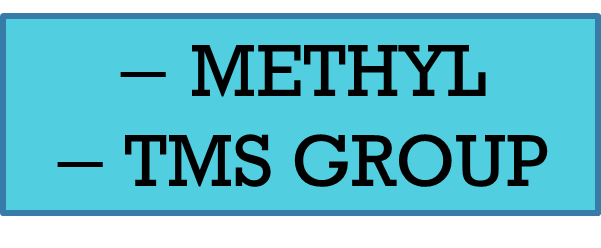 – METHYL
– TMS GROUP